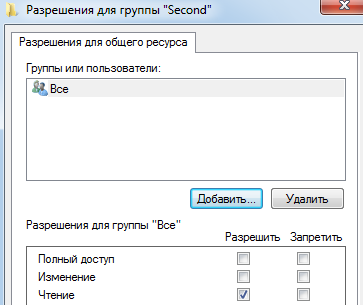 Разрешения для группы "Second"
Разрешения для общего ресурса
Группы или пользователи:
Все
Добавить... Удалить
Разрешения для группы "Все"
Разрешить Запретить
Полный доступ
Изменение
Чтение